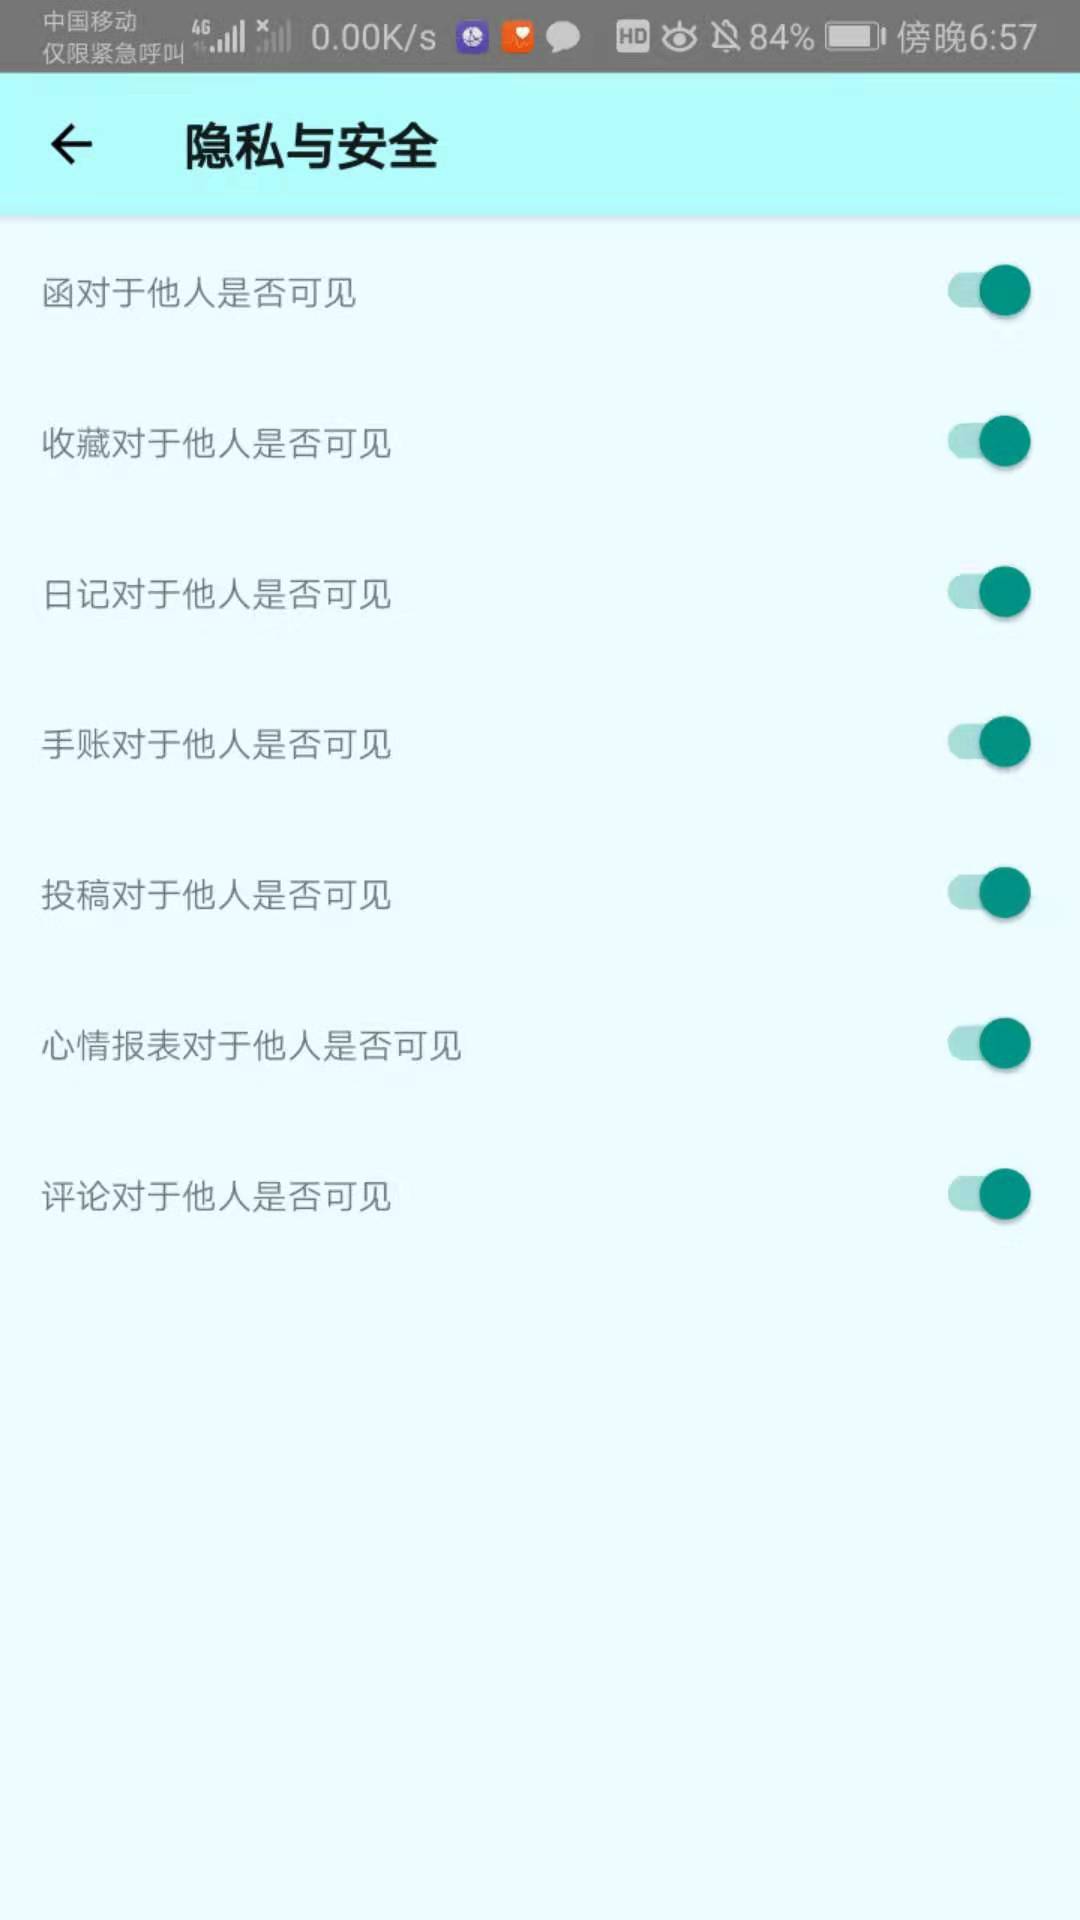 中国移动
仅限紧急呼叫
4G
0.00K/s
HD
84%
傍晚6:57
隐私与安全
函对于他人是否可见
收藏对于他人是否可见
日记对于他人是否可见
手账对于他人是否可见
投稿对于他人是否可见
心情报表对于他人是否可见
评论对于他人是否可见